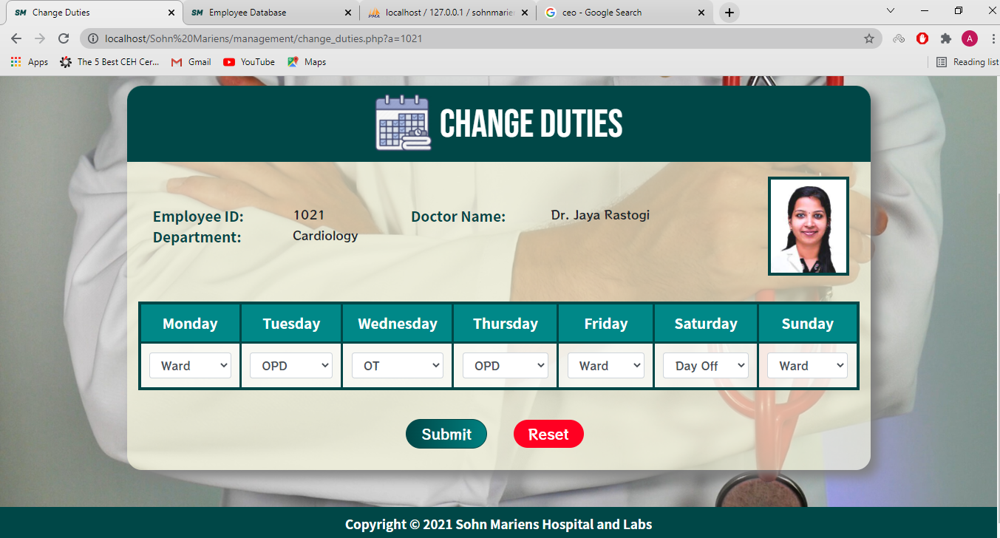 SM Change Duties SM Employee Database PMA localhost / 127.0.0.1 / sohnmarie G ceo - Google Search
localhost/Sohn%20Mariens/management/change_duties.php?a=1021 A
Apps The 5 Best CEH Cer... Gmail YouTube Maps Reading list
CHANGE DUTIES
Employee ID: 1021 Doctor Name: Dr. Jaya Rastogi
Department: Cardiology
Monday Tuesday Wednesday Thursday Friday Saturday Sunday
Ward OPD OT OPD Ward Day Off Ward
Submit Reset
Copyright © 2021 Sohn Mariens Hospital and Labs